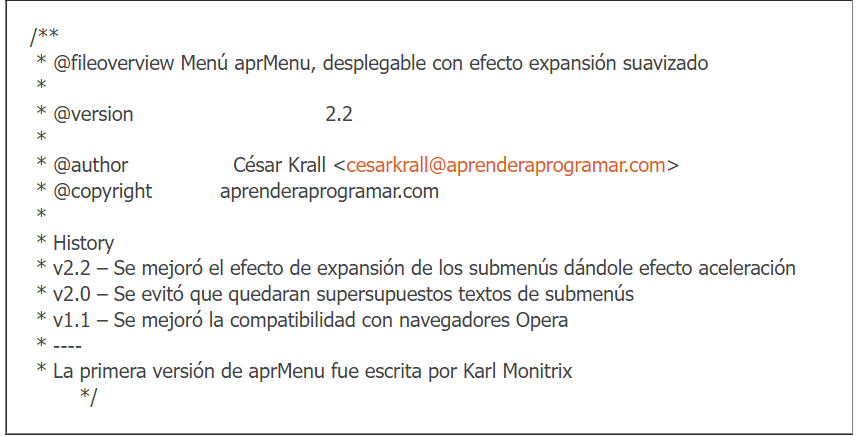 /**
* @fileoverview Menú aprMenu, desplegable con efecto expansión suavizado
*
* @version 2.2
*
* @author César Krall <cesarkrall@aprenderaprogramar.com>
* @copyright aprenderaprogramar.com
*
* History
* v2.2 – Se mejoró el efecto de expansión de los submenús dándole efecto aceleración
* v2.0 – Se evitó que quedaran supersupuestos textos de submenús
* v1.1 – Se mejoró la compatibilidad con navegadores Opera
* ----
* La primera versión de aprMenu fue escrita por Karl Monitrix
*/